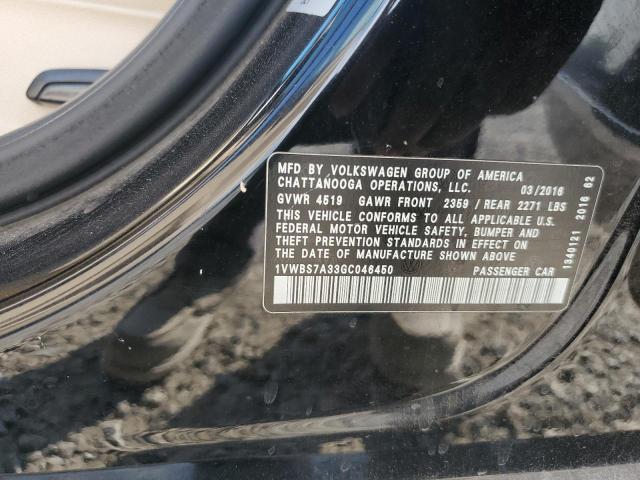 MFD BY VOLKSWAGEN GROUP OF AMERICA
CHATTANOOGA OPERATIONS, LLC. 03/2016
GVWR 4519 GAWR FRONT 2359 / REAR 2271 LBS
THIS VEHICLE CONFORMS TO ALL APPLICABLE U.S.
FEDERAL MOTOR VEHICLE SAFETY, BUMPER AND
THEFT PREVENTION STANDARDS IN EFFECT ON
THE DATE OF MANUFACTURE SHOWN ABOVE.
1VWBS7A33GC046450 PASSENGER CAR
1340121 2016 62